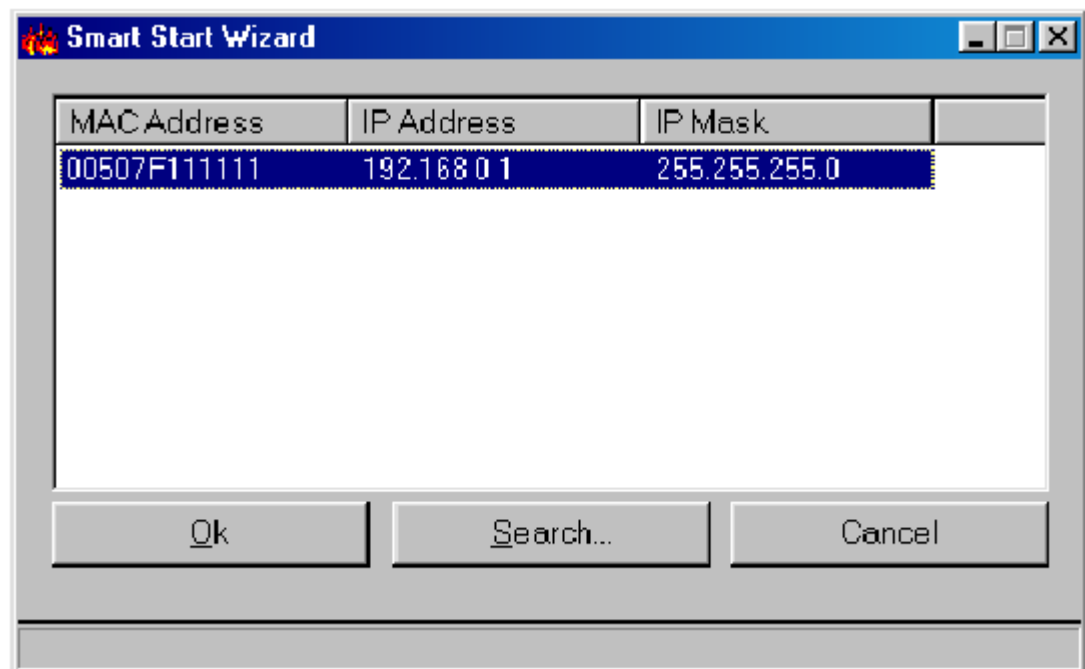 Smart Start Wizard
MAC Address IP Address IP Mask
00507F111111 192.168.0.1 255.255.255.0
Ok Search... Cancel